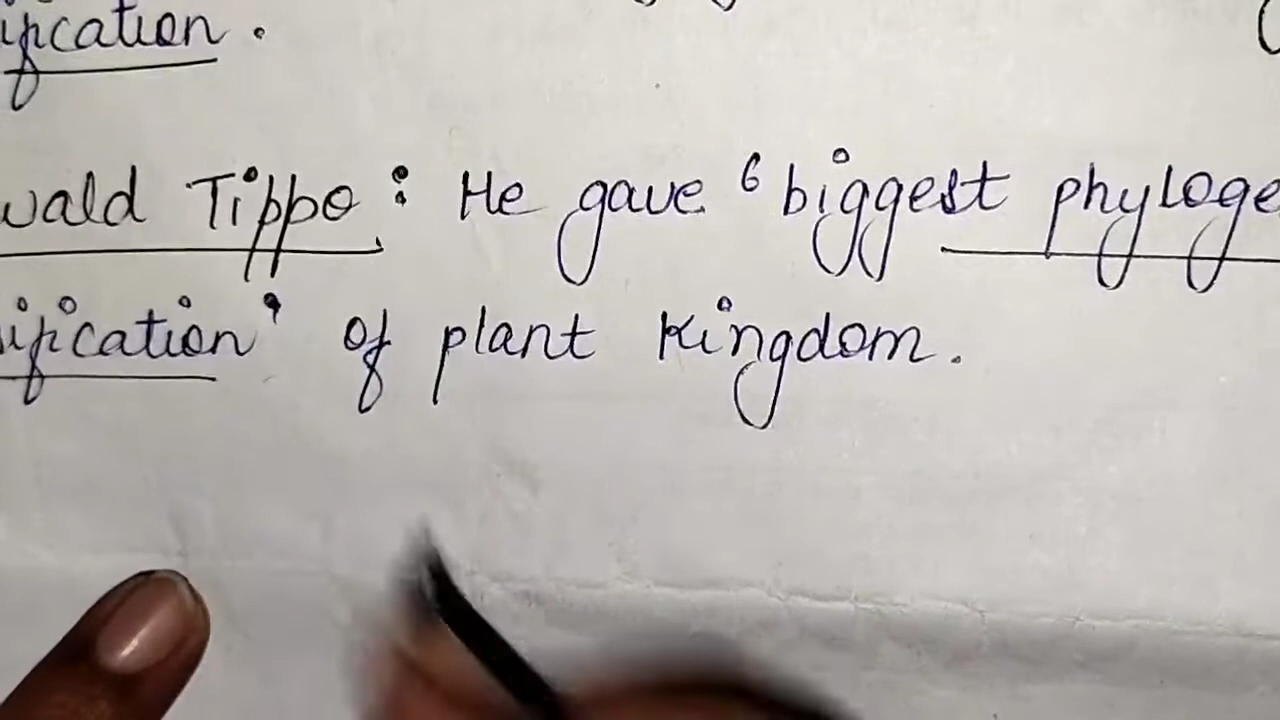 ification.
wald Tippo : He gave ‘biggest phyloge
ification’ of plant Kingdom.